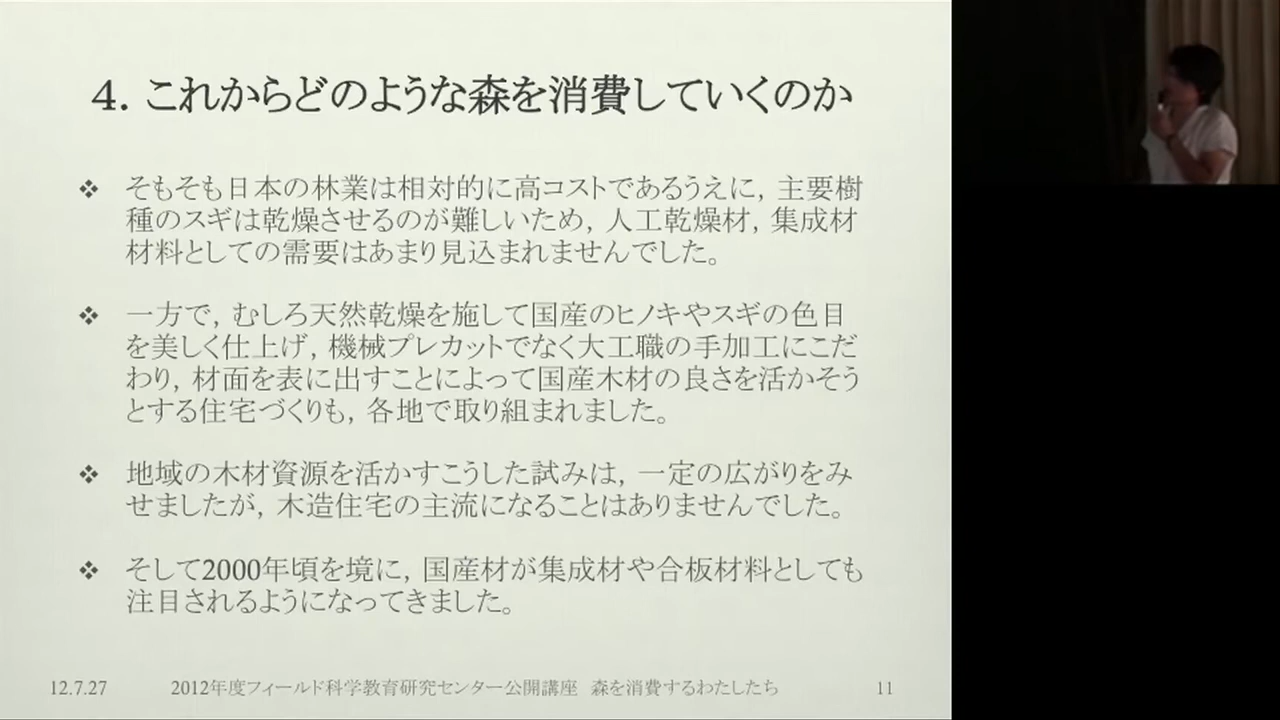 4. これからどのような森を消費していくのか
❖ そもそも日本の林業は相対的に高コストであるうえに, 主要樹
種のスギは乾燥させるのが難しいため, 人工乾燥材, 集成材
材料としての需要はあまり見込まれませんでした。
❖ 一方で, むしろ天然乾燥を施して国産のヒノキやスギの色目
を美しく仕上げ, 機械プレカットでなく大工職の手加工にこだ
わり, 材面を表に出すことによって国産木材の良さを活かそう
とする住宅づくりも, 各地で取り組まれました。
❖ 地域の木材資源を活かすこうした試みは, 一定の広がりをみ
せましたが, 木造住宅の主流になることはありませんでした。
❖ そして2000年頃を境に, 国産材が集成材や合板材料としても
注目されるようになってきました。
12.7.27 2012年度フィールド科学教育研究センター公開講座 森を消費するわたしたち 11